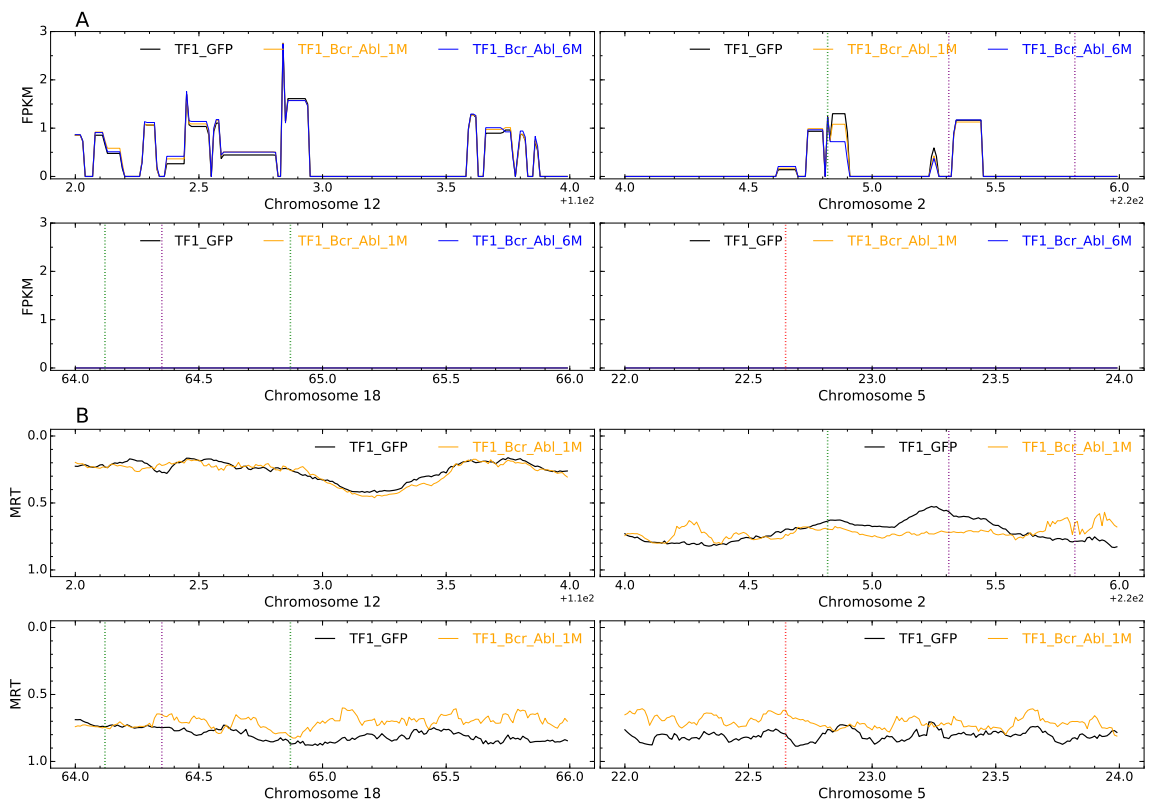 A
TF1_GFP TF1_Bcr_Abl_1M TF1_Bcr_Abl_6M TF1_GFP TF1_Bcr_Abl_1M TF1_Bcr_Abl_6M
FPKM
3
2
1
0
2.0 2.5 3.0 3.5 4.0 4.0 4.5 5.0 5.5 6.0
+1.1e2 +2.2e2
Chromosome 12 Chromosome 2
TF1_GFP TF1_Bcr_Abl_1M TF1_Bcr_Abl_6M TF1_GFP TF1_Bcr_Abl_1M TF1_Bcr_Abl_6M
FPKM
3
2
1
0
64.0 64.5 65.0 65.5 66.0 22.0 22.5 23.0 23.5 24.0
Chromosome 18 Chromosome 5
B
TF1_GFP TF1_Bcr_Abl_1M TF1_GFP TF1_Bcr_Abl_1M
MRT
0.0
0.5
1.0
2.0 2.5 3.0 3.5 4.0 4.0 4.5 5.0 5.5 6.0
+1.1e2 +2.2e2
Chromosome 12 Chromosome 2
TF1_GFP TF1_Bcr_Abl_1M TF1_GFP TF1_Bcr_Abl_1M
MRT
0.0
0.5
1.0
64.0 64.5 65.0 65.5 66.0 22.0 22.5 23.0 23.5 24.0
Chromosome 18 Chromosome 5